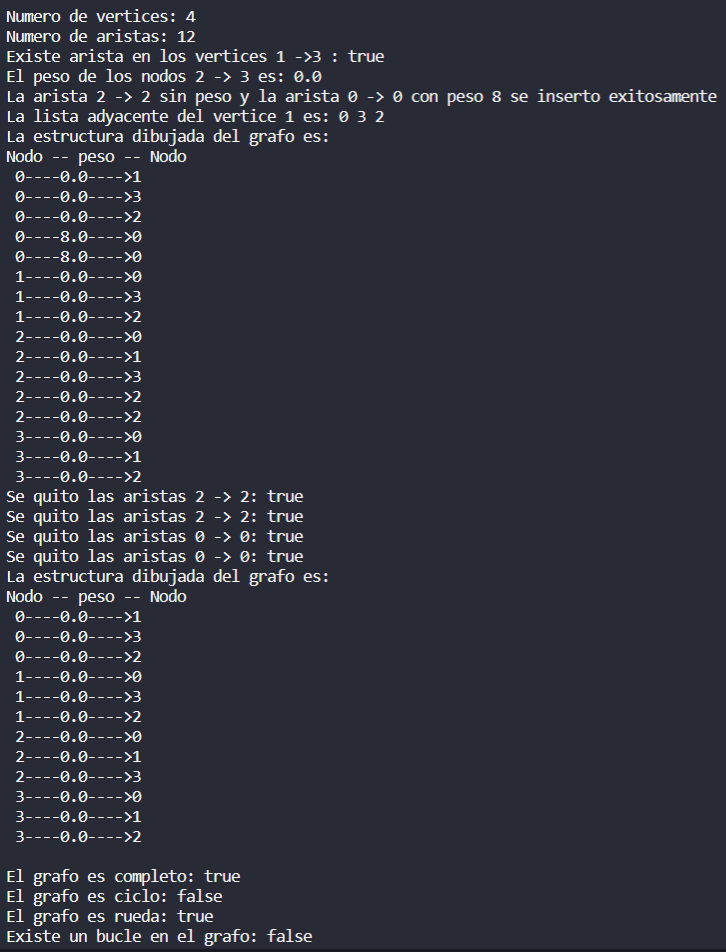 Numero de vertices: 4
Numero de aristas: 12
Existe arista en los vertices 1 ->3 : true
El peso de los nodos 2 -> 3 es: 0.0
La arista 2 -> 2 sin peso y la arista 0 -> 0 con peso 8 se inserto exitosamente
La lista adyacente del vertice 1 es: 0 3 2
La estructura dibujada del grafo es:
Nodo -- peso -- Nodo
0----0.0---->1
0----0.0---->3
0----0.0---->2
0----8.0---->0
0----8.0---->0
1----0.0---->0
1----0.0---->3
1----0.0---->2
2----0.0---->0
2----0.0---->1
2----0.0---->3
2----0.0---->2
2----0.0---->2
3----0.0---->0
3----0.0---->1
3----0.0---->2
Se quito las aristas 2 -> 2: true
Se quito las aristas 2 -> 2: true
Se quito las aristas 0 -> 0: true
Se quito las aristas 0 -> 0: true
La estructura dibujada del grafo es:
Nodo -- peso -- Nodo
0----0.0---->1
0----0.0---->3
0----0.0---->2
1----0.0---->0
1----0.0---->3
1----0.0---->2
2----0.0---->0
2----0.0---->1
2----0.0---->3
3----0.0---->0
3----0.0---->1
3----0.0---->2
El grafo es completo: true
El grafo es ciclo: false
El grafo es rueda: true
Existe un bucle en el grafo: false